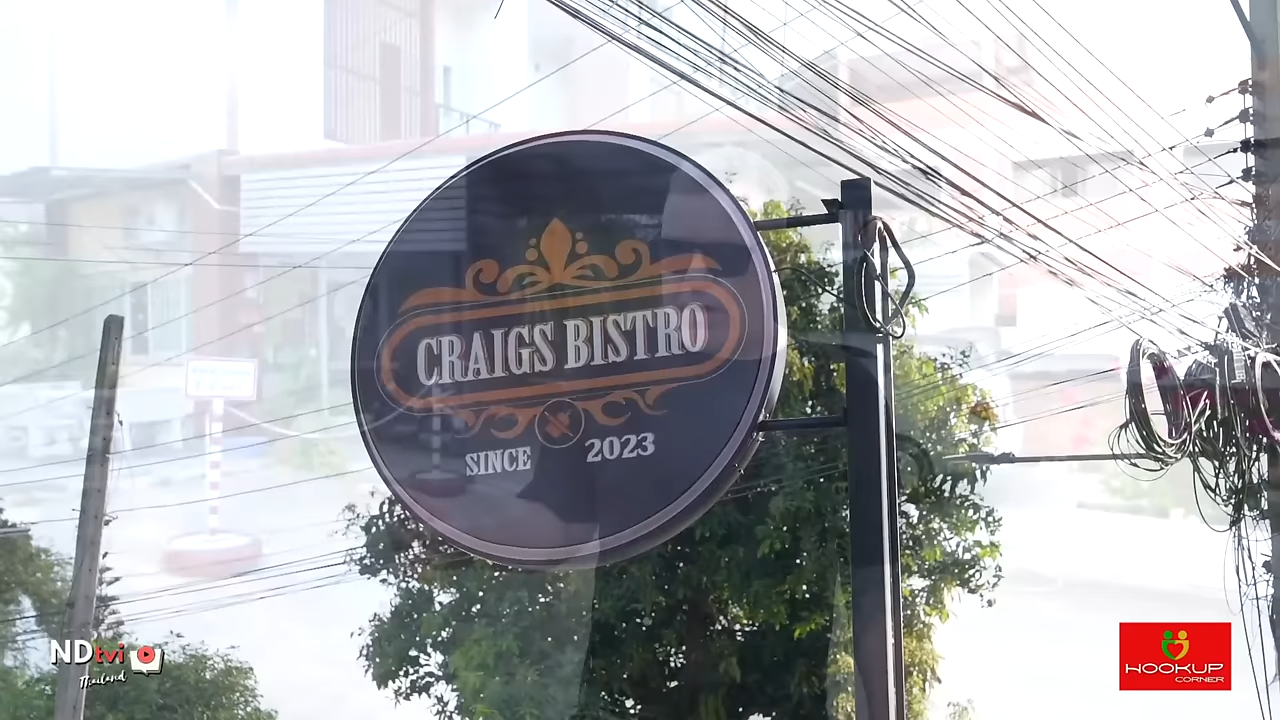 CRAIGS BISTRO
SINCE 2023
NDtvi
Thailand
HOOKUP
CORNER